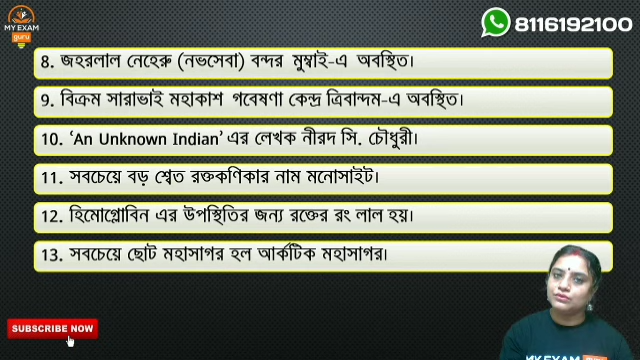 MY EXAM
guru
8116192100
8. জহরলাল নেহেরু (নভসেবা) বন্দর মুম্বাই-এ অবস্থিত।
9. বিক্রম সারাভাই মহাকাশ গবেষণা কেন্দ্র ত্রিবান্দম-এ অবস্থিত।
10. ‘An Unknown Indian’ এর লেখক নীরদ সি. চৌধুরী।
11. সবচেয়ে বড় শ্বেত রক্তকণিকার নাম মনোসাইট।
12. হিমোগ্লোবিন এর উপস্থিতির জন্য রক্তের রং লাল হয়।
13. সবচেয়ে ছোট মহাসাগর হল আর্কটিক মহাসাগর।
SUBSCRIBE NOW